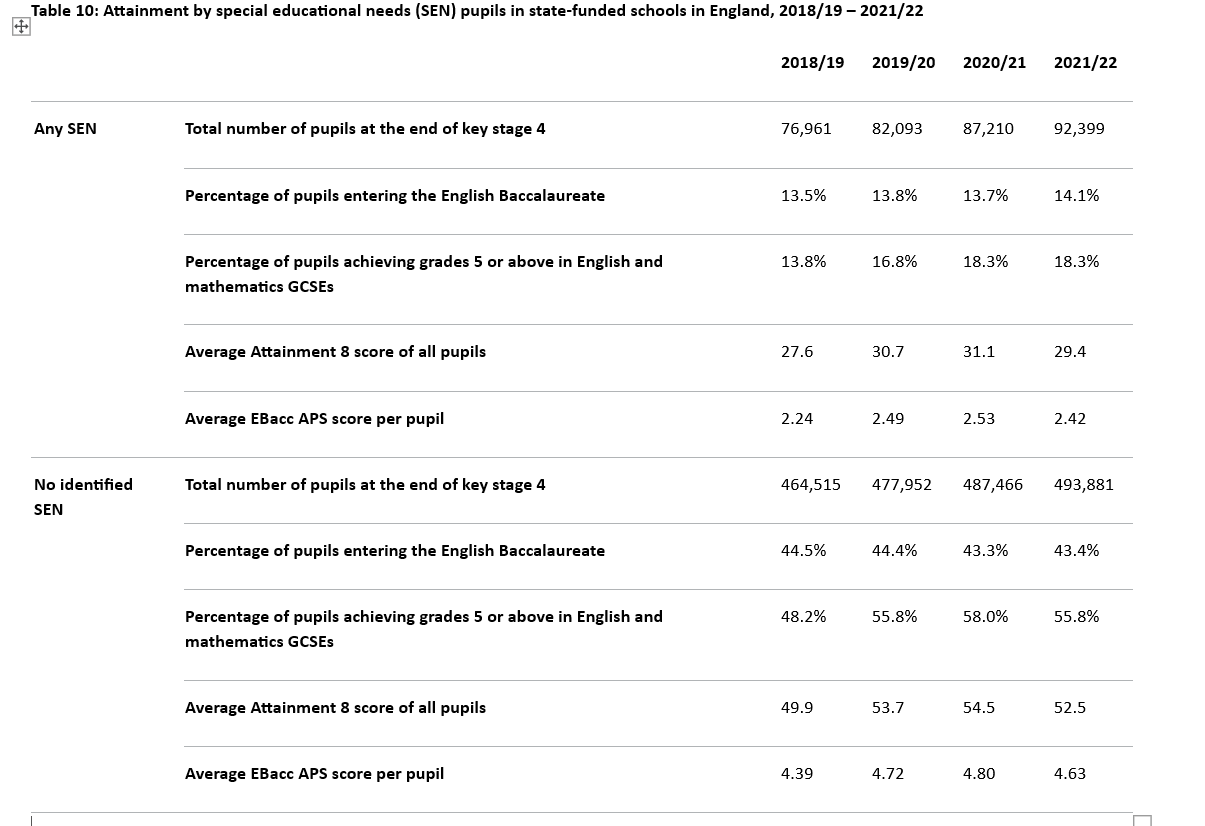 Table 10: Attainment by special educational needs (SEN) pupils in state-funded schools in England, 2018/19 – 2021/22
2018/19 2019/20 2020/21 2021/22
Any SEN Total number of pupils at the end of key stage 4 76,961 82,093 87,210 92,399
Percentage of pupils entering the English Baccalaureate 13.5% 13.8% 13.7% 14.1%
Percentage of pupils achieving grades 5 or above in English and 13.8% 16.8% 18.3% 18.3%
mathematics GCSEs
Average Attainment 8 score of all pupils 27.6 30.7 31.1 29.4
Average EBacc APS score per pupil 2.24 2.49 2.53 2.42
No identified Total number of pupils at the end of key stage 4 464,515 477,952 487,466 493,881
SEN
Percentage of pupils entering the English Baccalaureate 44.5% 44.4% 43.3% 43.4%
Percentage of pupils achieving grades 5 or above in English and 48.2% 55.8% 58.0% 55.8%
mathematics GCSEs
Average Attainment 8 score of all pupils 49.9 53.7 54.5 52.5
Average EBacc APS score per pupil 4.39 4.72 4.80 4.63